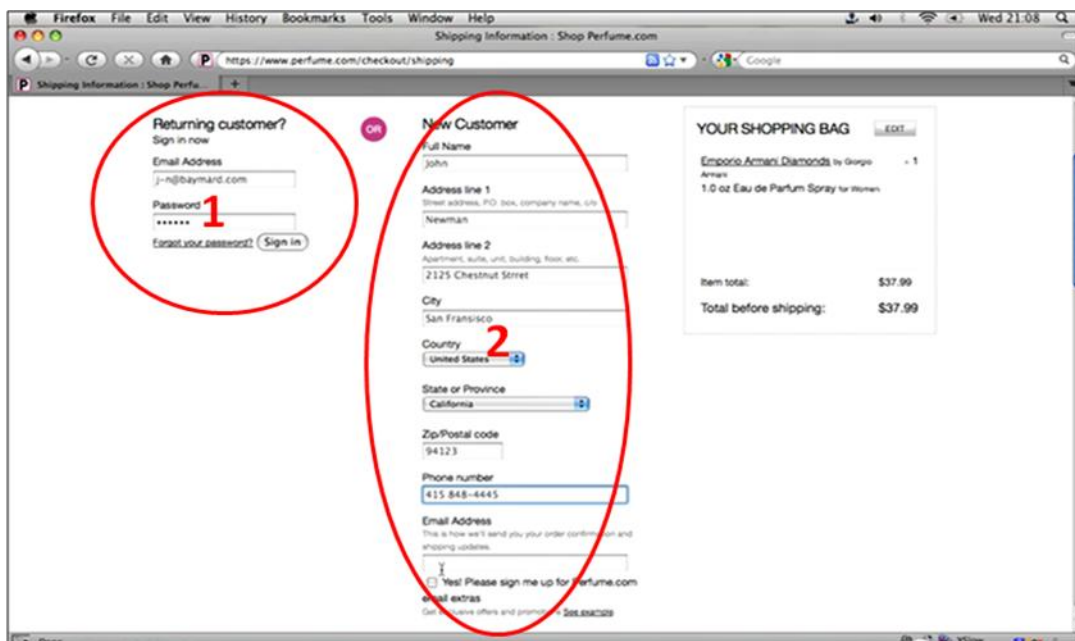 Firefox File Edit View History Bookmarks Tools Window Help
Wed 21:08
Shipping Information : Shop Perfume.com
P https://www.perfume.com/checkout/shipping
Google
P Shipping Information : Shop Perfu... +
Returning customer?
Sign in now
Email Address
j-n@baymard.com
Password
••••••
1
Forgot your password? Sign in
OR
New Customer
Full Name
John
Address line 1
Street address, P.O. box, company name, c/o
Newman
Address line 2
Apartment, suite, unit, building, floor, etc.
2125 Chestnut Strret
City
San Fransisco
Country
2
United States
State or Province
California
Zip/Postal code
94123
Phone number
415 848-4445
Email Address
This is how we'll send you your order confirmation and
shipping updates.
Yes! Please sign me up for Perfume.com
email extras
Get exclusive offers and promotions See example
YOUR SHOPPING BAG EDIT
Emporio Armani Diamonds by Giorgio - 1
Armani
1.0 oz Eau de Parfum Spray for Women
Item total: $37.99
Total before shipping: $37.99